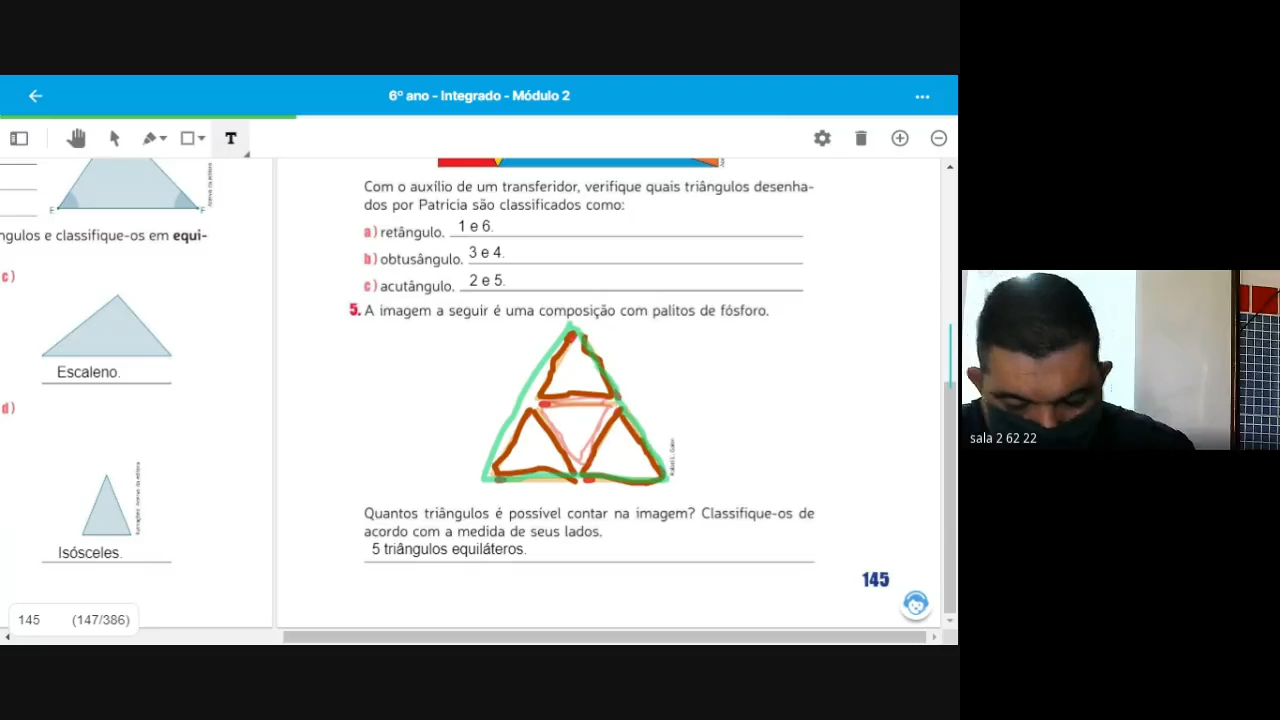 6º ano - Integrado - Módulo 2
T
E
F
ngulos e classifique-os em equi-
c)
Escaleno.
d)
Isósceles.
Com o auxílio de um transferidor, verifique quais triângulos desenha-
dos por Patricia são classificados como:
a) retângulo. 1 e 6.
b) obtusângulo. 3 e 4.
c) acutângulo. 2 e 5.
5. A imagem a seguir é uma composição com palitos de fósforo.
Quantos triângulos é possível contar na imagem? Classifique-os de
acordo com a medida de seus lados.
5 triângulos equiláteros.
145
145 (147/386)
sala 2 62 22